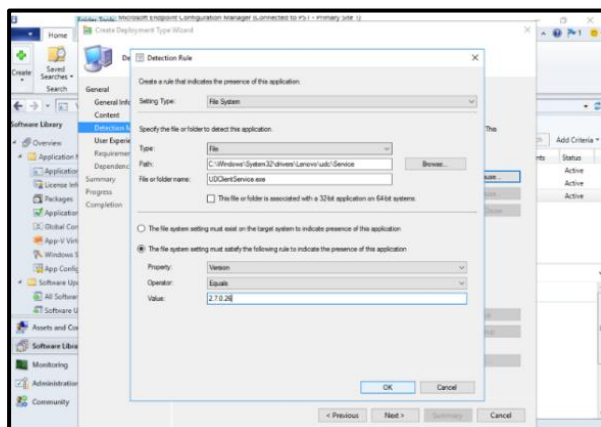 Microsoft Endpoint Configuration Manager (Connected to PS1 - Primary Site 1)
Home
Create Deployment Type Wizard
Create
Saved Searches
Search
Detection Rule
Create a rule that indicates the presence of this application.
Setting Type: File System
Specify the file or folder to detect this application.
Type: File
Path: C:\Windows\System32\drivers\Lenovo\udc\Service
Browse...
File or folder name: UDClientService.exe
This file or folder is associated with a 32-bit application on 64-bit systems.
The file system setting must exist on the target system to indicate presence of this application
The file system setting must satisfy the following rule to indicate the presence of this application
Property: Version
Operator: Equals
Value: 2.7.0.26
OK
Cancel
General
General Info
Content
Detection M
User Experie
Requiremen
Dependenc
Summary
Progress
Completion
< Previous
Next >
Summary
Cancel
Software Library
Overview
Application M
Application
License Inf
Packages
Application
Global Con
App-V Virt
Windows S
App Config
Software Up
All Softwar
Software U
Assets and Co
Software Libra
Monitoring
Administration
Community
This
Add Criteria
Status
Active
Active
Active